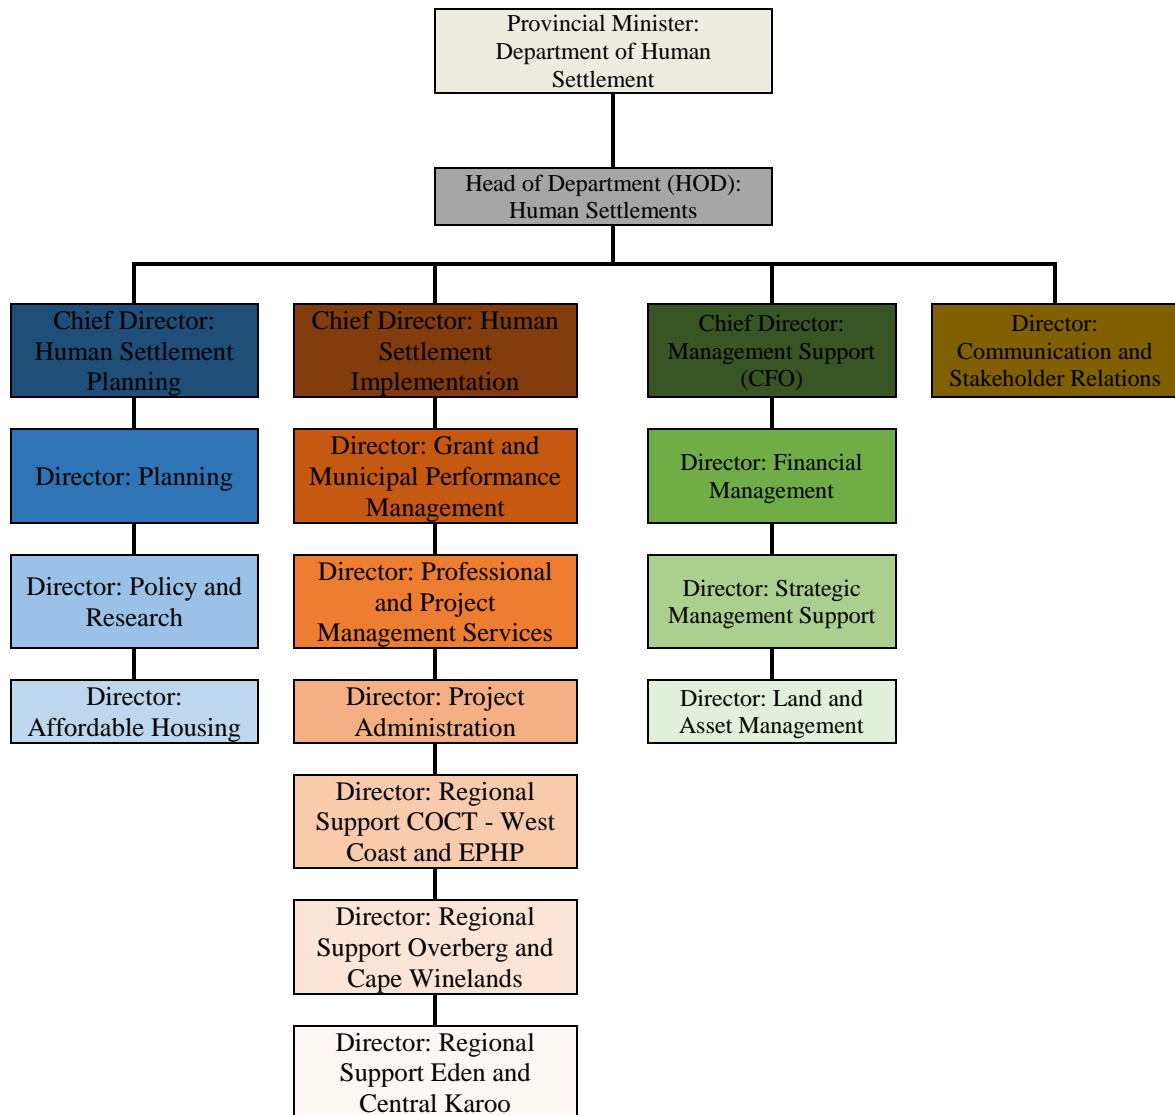 Provincial Minister:
Department of Human
Settlement
Head of Department (HOD):
Human Settlements
Chief Director:
Human Settlement
Planning
Chief Director: Human
Settlement
Implementation
Chief Director:
Management Support
(CFO)
Director:
Communication and
Stakeholder Relations
Director: Planning
Director: Grant and
Municipal Performance
Management
Director: Financial
Management
Director: Policy and
Research
Director: Professional
and Project
Management Services
Director: Strategic
Management Support
Director:
Affordable Housing
Director: Project
Administration
Director: Land and
Asset Management
Director: Regional
Support COCT - West
Coast and EPHP
Director: Regional
Support Overberg and
Cape Winelands
Director: Regional
Support Eden and
Central Karoo